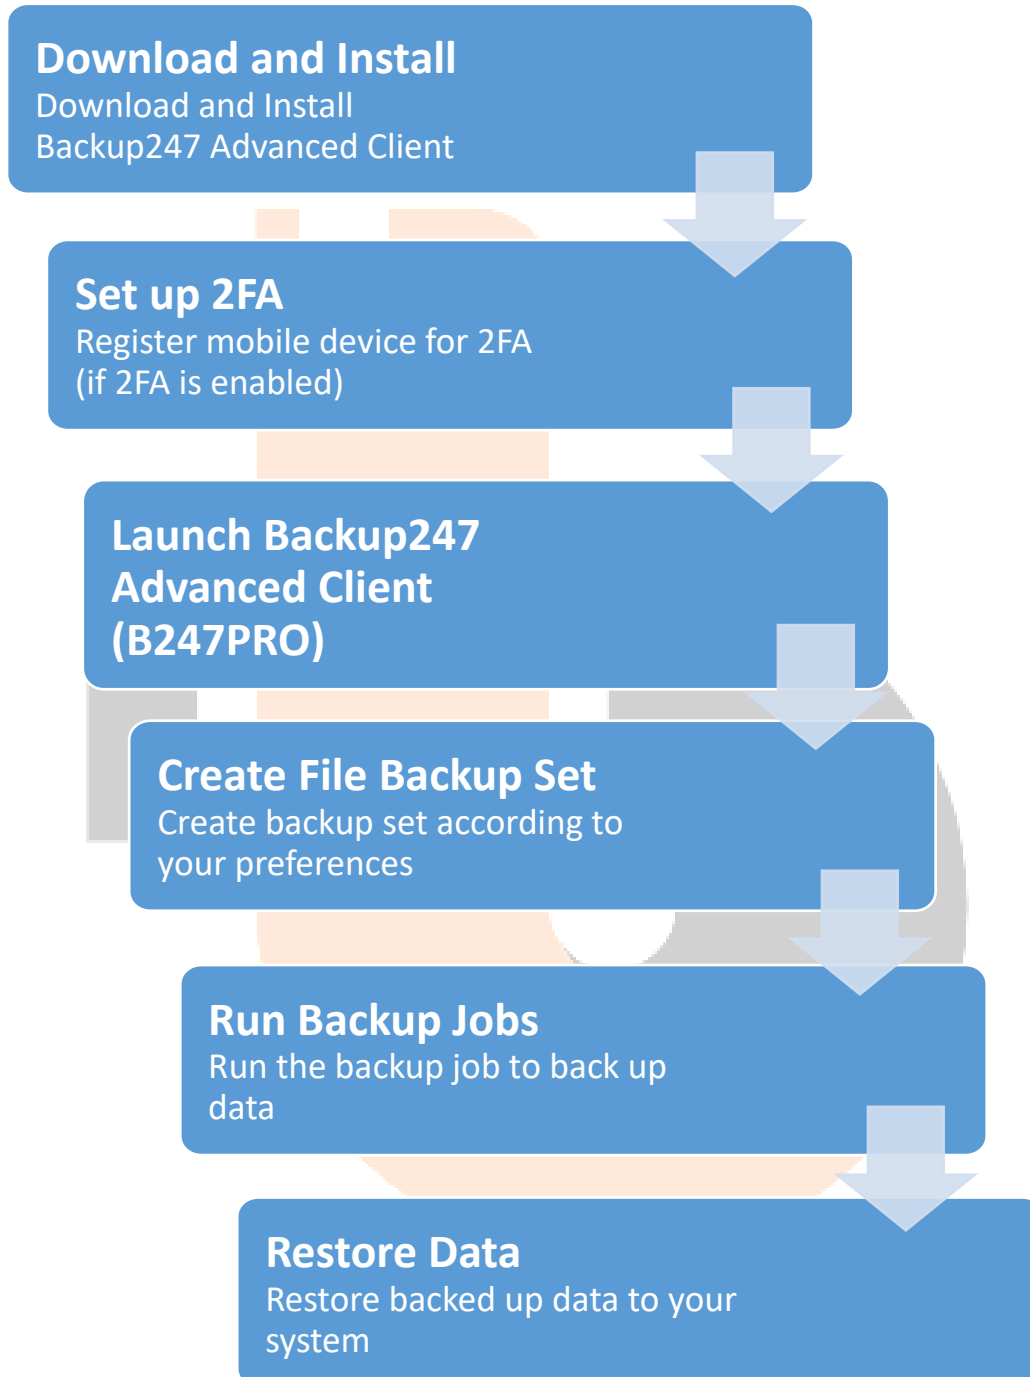 Download and Install
Download and Install
Backup247 Advanced Client
Set up 2FA
Register mobile device for 2FA
(if 2FA is enabled)
Launch Backup247
Advanced Client
(B247PRO)
Create File Backup Set
Create backup set according to
your preferences
Run Backup Jobs
Run the backup job to back up
data
Restore Data
Restore backed up data to your
system